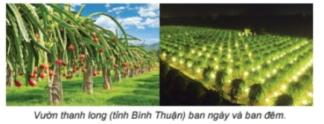 Vườn thanh long (tỉnh Bình Thuận) ban ngày và ban đêm.